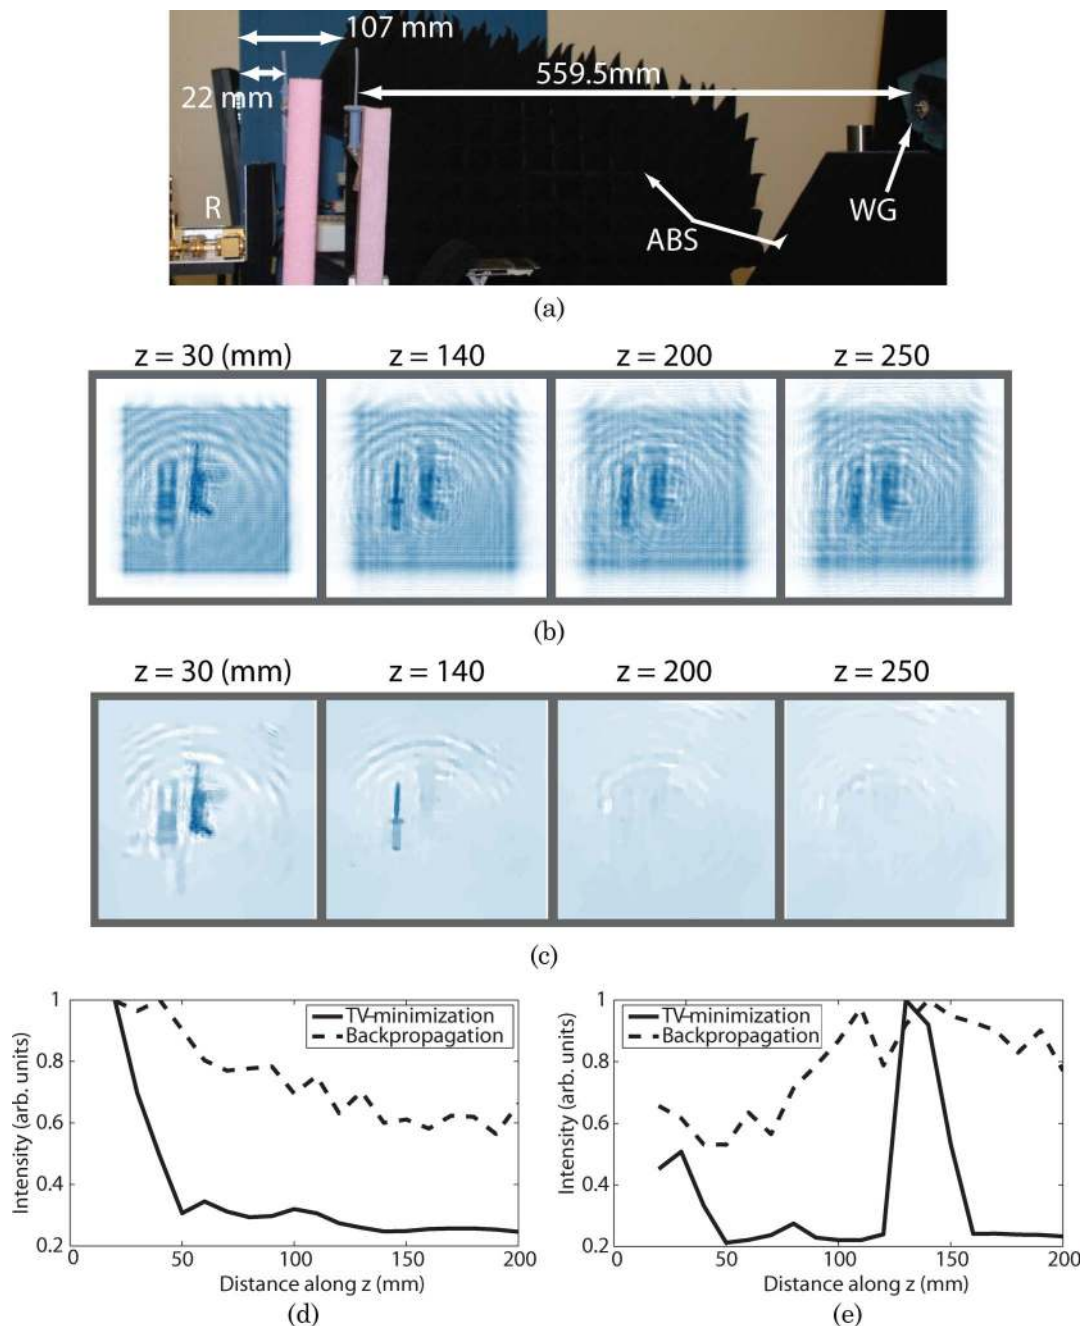 107 mm
559.5mm
22 mm
R
WG
ABS
(a)
z = 30 (mm) z = 140 z = 200 z = 250
(b)
z = 30 (mm) z = 140 z = 200 z = 250
(c)
1
0.8
0.6
0.4
0.2
Intensity (arb. units)
TV-minimization
Backpropagation
0 50 100 150 200
Distance along z (mm)
(d)
1
0.8
0.6
0.4
0.2
Intensity (arb. units)
TV-minimization
Backpropagation
0 50 100 150 200
Distance along z (mm)
(e)